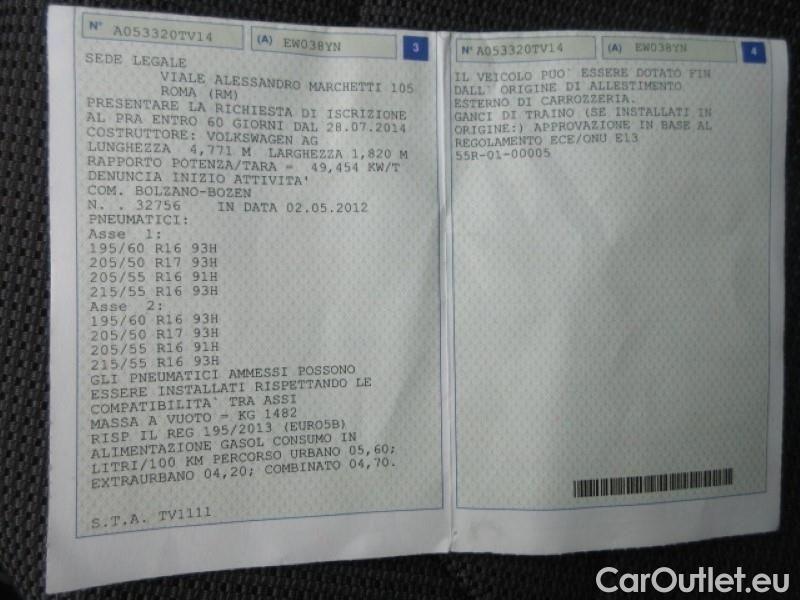 N° A053320TV14 (A) EW038YN 3
SEDE LEGALE
VIALE ALESSANDRO MARCHETTI 105
ROMA (RM)
PRESENTARE LA RICHIESTA DI ISCRIZIONE
AL PRA ENTRO 60 GIORNI DAL 28.07.2014
COSTRUTTORE: VOLKSWAGEN AG
LUNGHEZZA 4,771 M LARGHEZZA 1,820 M
RAPPORTO POTENZA/TARA = 49,454 KW/T
DENUNCIA INIZIO ATTIVITA'
COM. BOLZANO-BOZEN
N. . 32756 IN DATA 02.05.2012
PNEUMATICI:
Asse 1:
195/60 R16 93H
205/50 R17 93H
205/55 R16 91H
215/55 R16 93H
Asse 2:
195/60 R16 93H
205/50 R17 93H
205/55 R16 91H
215/55 R16 93H
GLI PNEUMATICI AMMESSI POSSONO
ESSERE INSTALLATI RISPETTANDO LE
COMPATIBILITA` TRA ASSI
MASSA A VUOTO = KG 1482
RISP IL REG 195/2013 (EURO5B)
ALIMENTAZIONE GASOL CONSUMO IN
LITRI/100 KM PERCORSO URBANO 05,60;
EXTRAURBANO 04,20; COMBINATO 04,70.
S.T.A. TV1111
N° A053320TV14 (A) EW038YN 4
IL VEICOLO PUO` ESSERE DOTATO FIN
DALL` ORIGINE DI ALLESTIMENTO
ESTERNO DI CARROZZERIA.
GANCI DI TRAINO (SE INSTALLATI IN
ORIGINE:) APPROVAZIONE IN BASE AL
REGOLAMENTO ECE/ONU E13
55R-01-00005
CarOutlet.eu